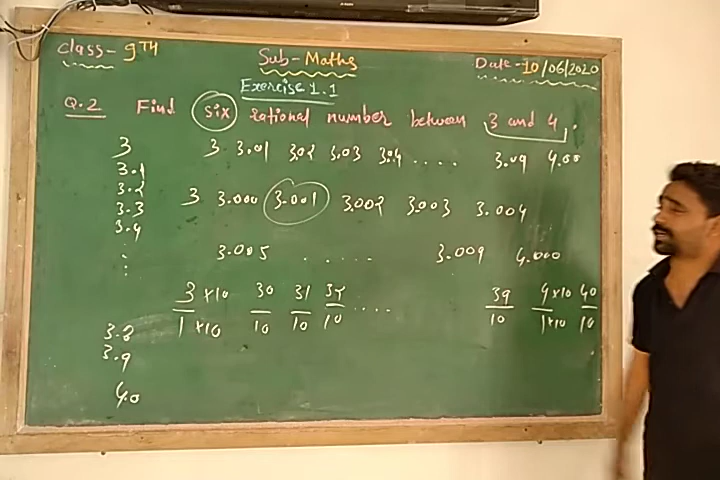 Class - 9TH Sub - Maths Date - 10/06/2020
Exercise 1.1
Q.2 Find six rational number between 3 and 4.
3 3 3.01 3.02 3.03 3.04 .... 3.09 4.00
3.1
3.2
3.3
3.4
3 3.000 3.001 3.002 3.003 3.004
3.005 ...... 3.009 4.000
3×10/1×10 30/10 31/10 32/10 .... 39/10 4×10/1×10 40/10
3.8
3.9
4.0